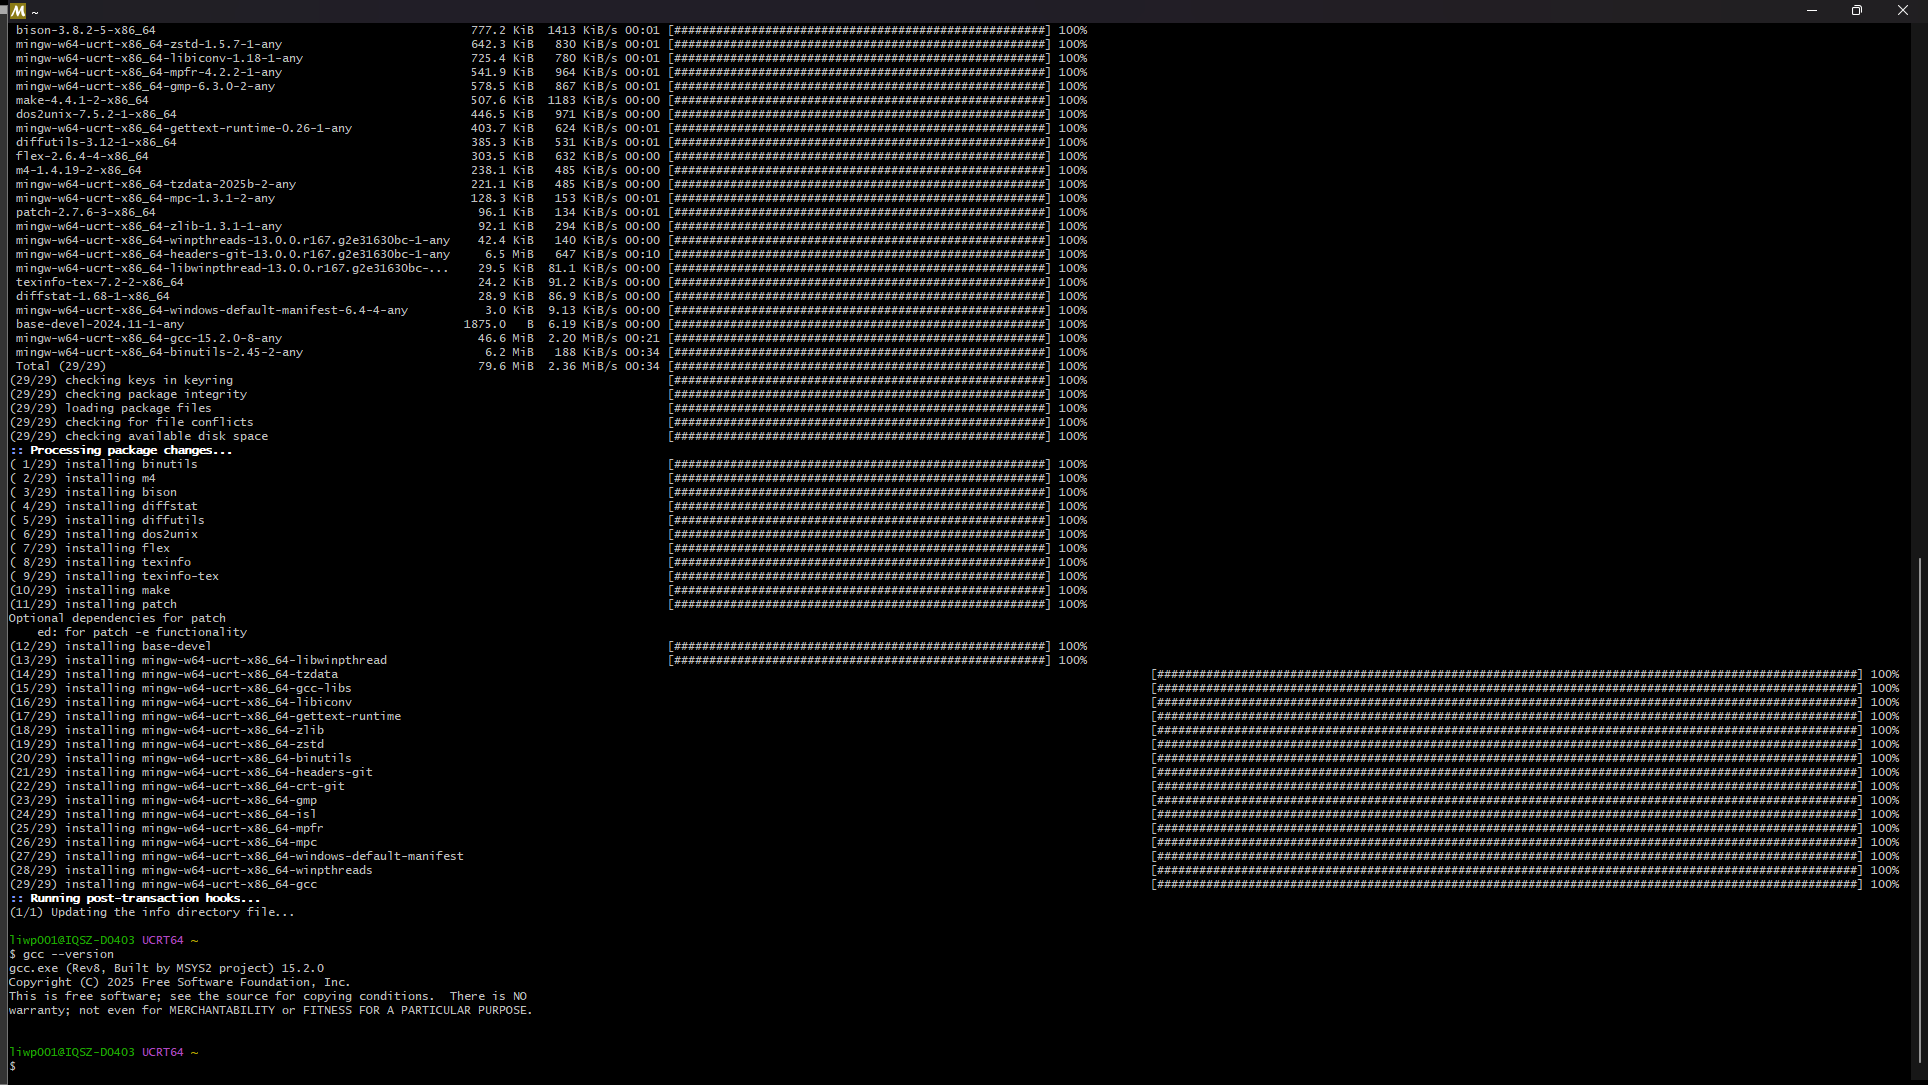 M ~
bison-3.8.2-5-x86_64 777.2 KiB 1413 KiB/s 00:01 [######################################################] 100%
mingw-w64-ucrt-x86_64-zstd-1.5.7-1-any 642.3 KiB 830 KiB/s 00:01 [######################################################] 100%
mingw-w64-ucrt-x86_64-libiconv-1.18-1-any 725.4 KiB 780 KiB/s 00:01 [######################################################] 100%
mingw-w64-ucrt-x86_64-mpfr-4.2.2-1-any 541.9 KiB 964 KiB/s 00:01 [######################################################] 100%
mingw-w64-ucrt-x86_64-gmp-6.3.0-2-any 578.5 KiB 867 KiB/s 00:01 [######################################################] 100%
make-4.4.1-2-x86_64 507.6 KiB 1183 KiB/s 00:00 [######################################################] 100%
dos2unix-7.5.2-1-x86_64 446.5 KiB 971 KiB/s 00:00 [######################################################] 100%
mingw-w64-ucrt-x86_64-gettext-runtime-0.26-1-any 403.7 KiB 624 KiB/s 00:01 [######################################################] 100%
diffutils-3.12-1-x86_64 385.3 KiB 531 KiB/s 00:01 [######################################################] 100%
flex-2.6.4-4-x86_64 303.5 KiB 632 KiB/s 00:00 [######################################################] 100%
m4-1.4.19-2-x86_64 238.1 KiB 485 KiB/s 00:00 [######################################################] 100%
mingw-w64-ucrt-x86_64-tzdata-2025b-2-any 221.1 KiB 485 KiB/s 00:00 [######################################################] 100%
mingw-w64-ucrt-x86_64-mpc-1.3.1-2-any 128.3 KiB 153 KiB/s 00:01 [######################################################] 100%
patch-2.7.6-3-x86_64 96.1 KiB 134 KiB/s 00:01 [######################################################] 100%
mingw-w64-ucrt-x86_64-zlib-1.3.1-1-any 92.1 KiB 294 KiB/s 00:00 [######################################################] 100%
mingw-w64-ucrt-x86_64-winpthreads-13.0.0.r167.g2e31630bc-1-any 42.4 KiB 140 KiB/s 00:00 [######################################################] 100%
mingw-w64-ucrt-x86_64-headers-git-13.0.0.r167.g2e31630bc-1-any 6.5 MiB 647 KiB/s 00:10 [######################################################] 100%
mingw-w64-ucrt-x86_64-libwinpthread-13.0.0.r167.g2e31630bc-... 29.5 KiB 81.1 KiB/s 00:00 [######################################################] 100%
texinfo-tex-7.2-2-x86_64 24.2 KiB 91.2 KiB/s 00:00 [######################################################] 100%
diffstat-1.68-1-x86_64 28.9 KiB 86.9 KiB/s 00:00 [######################################################] 100%
mingw-w64-ucrt-x86_64-windows-default-manifest-6.4-4-any 3.0 KiB 9.13 KiB/s 00:00 [######################################################] 100%
base-devel-2024.11-1-any 1875.0 B 6.19 KiB/s 00:00 [######################################################] 100%
mingw-w64-ucrt-x86_64-gcc-15.2.0-8-any 46.6 MiB 2.20 MiB/s 00:21 [######################################################] 100%
mingw-w64-ucrt-x86_64-binutils-2.45-2-any 6.2 MiB 188 KiB/s 00:34 [######################################################] 100%
Total (29/29) 79.6 MiB 2.36 MiB/s 00:34 [######################################################] 100%
(29/29) checking keys in keyring [######################################################] 100%
(29/29) checking package integrity [######################################################] 100%
(29/29) loading package files [######################################################] 100%
(29/29) checking for file conflicts [######################################################] 100%
(29/29) checking available disk space [######################################################] 100%
:: Processing package changes...
( 1/29) installing binutils [######################################################] 100%
( 2/29) installing m4 [######################################################] 100%
( 3/29) installing bison [######################################################] 100%
( 4/29) installing diffstat [######################################################] 100%
( 5/29) installing diffutils [######################################################] 100%
( 6/29) installing dos2unix [######################################################] 100%
( 7/29) installing flex [######################################################] 100%
( 8/29) installing texinfo [######################################################] 100%
( 9/29) installing texinfo-tex [######################################################] 100%
(10/29) installing make [######################################################] 100%
(11/29) installing patch [######################################################] 100%
Optional dependencies for patch
ed: for patch -e functionality
(12/29) installing base-devel [######################################################] 100%
(13/29) installing mingw-w64-ucrt-x86_64-libwinpthread [######################################################] 100%
(14/29) installing mingw-w64-ucrt-x86_64-tzdata [####################################################################################################] 100%
(15/29) installing mingw-w64-ucrt-x86_64-gcc-libs [####################################################################################################] 100%
(16/29) installing mingw-w64-ucrt-x86_64-libiconv [####################################################################################################] 100%
(17/29) installing mingw-w64-ucrt-x86_64-gettext-runtime [####################################################################################################] 100%
(18/29) installing mingw-w64-ucrt-x86_64-zlib [####################################################################################################] 100%
(19/29) installing mingw-w64-ucrt-x86_64-zstd [####################################################################################################] 100%
(20/29) installing mingw-w64-ucrt-x86_64-binutils [####################################################################################################] 100%
(21/29) installing mingw-w64-ucrt-x86_64-headers-git [####################################################################################################] 100%
(22/29) installing mingw-w64-ucrt-x86_64-crt-git [####################################################################################################] 100%
(23/29) installing mingw-w64-ucrt-x86_64-gmp [####################################################################################################] 100%
(24/29) installing mingw-w64-ucrt-x86_64-isl [####################################################################################################] 100%
(25/29) installing mingw-w64-ucrt-x86_64-mpfr [####################################################################################################] 100%
(26/29) installing mingw-w64-ucrt-x86_64-mpc [####################################################################################################] 100%
(27/29) installing mingw-w64-ucrt-x86_64-windows-default-manifest [####################################################################################################] 100%
(28/29) installing mingw-w64-ucrt-x86_64-winpthreads [####################################################################################################] 100%
(29/29) installing mingw-w64-ucrt-x86_64-gcc [####################################################################################################] 100%
:: Running post-transaction hooks...
(1/1) Updating the info directory file...
liwp001@IQSZ-D0403 UCRT64 ~
$ gcc --version
gcc.exe (Rev8, Built by MSYS2 project) 15.2.0
Copyright (C) 2025 Free Software Foundation, Inc.
This is free software; see the source for copying conditions.  There is NO
warranty; not even for MERCHANTABILITY or FITNESS FOR A PARTICULAR PURPOSE.
liwp001@IQSZ-D0403 UCRT64 ~
$